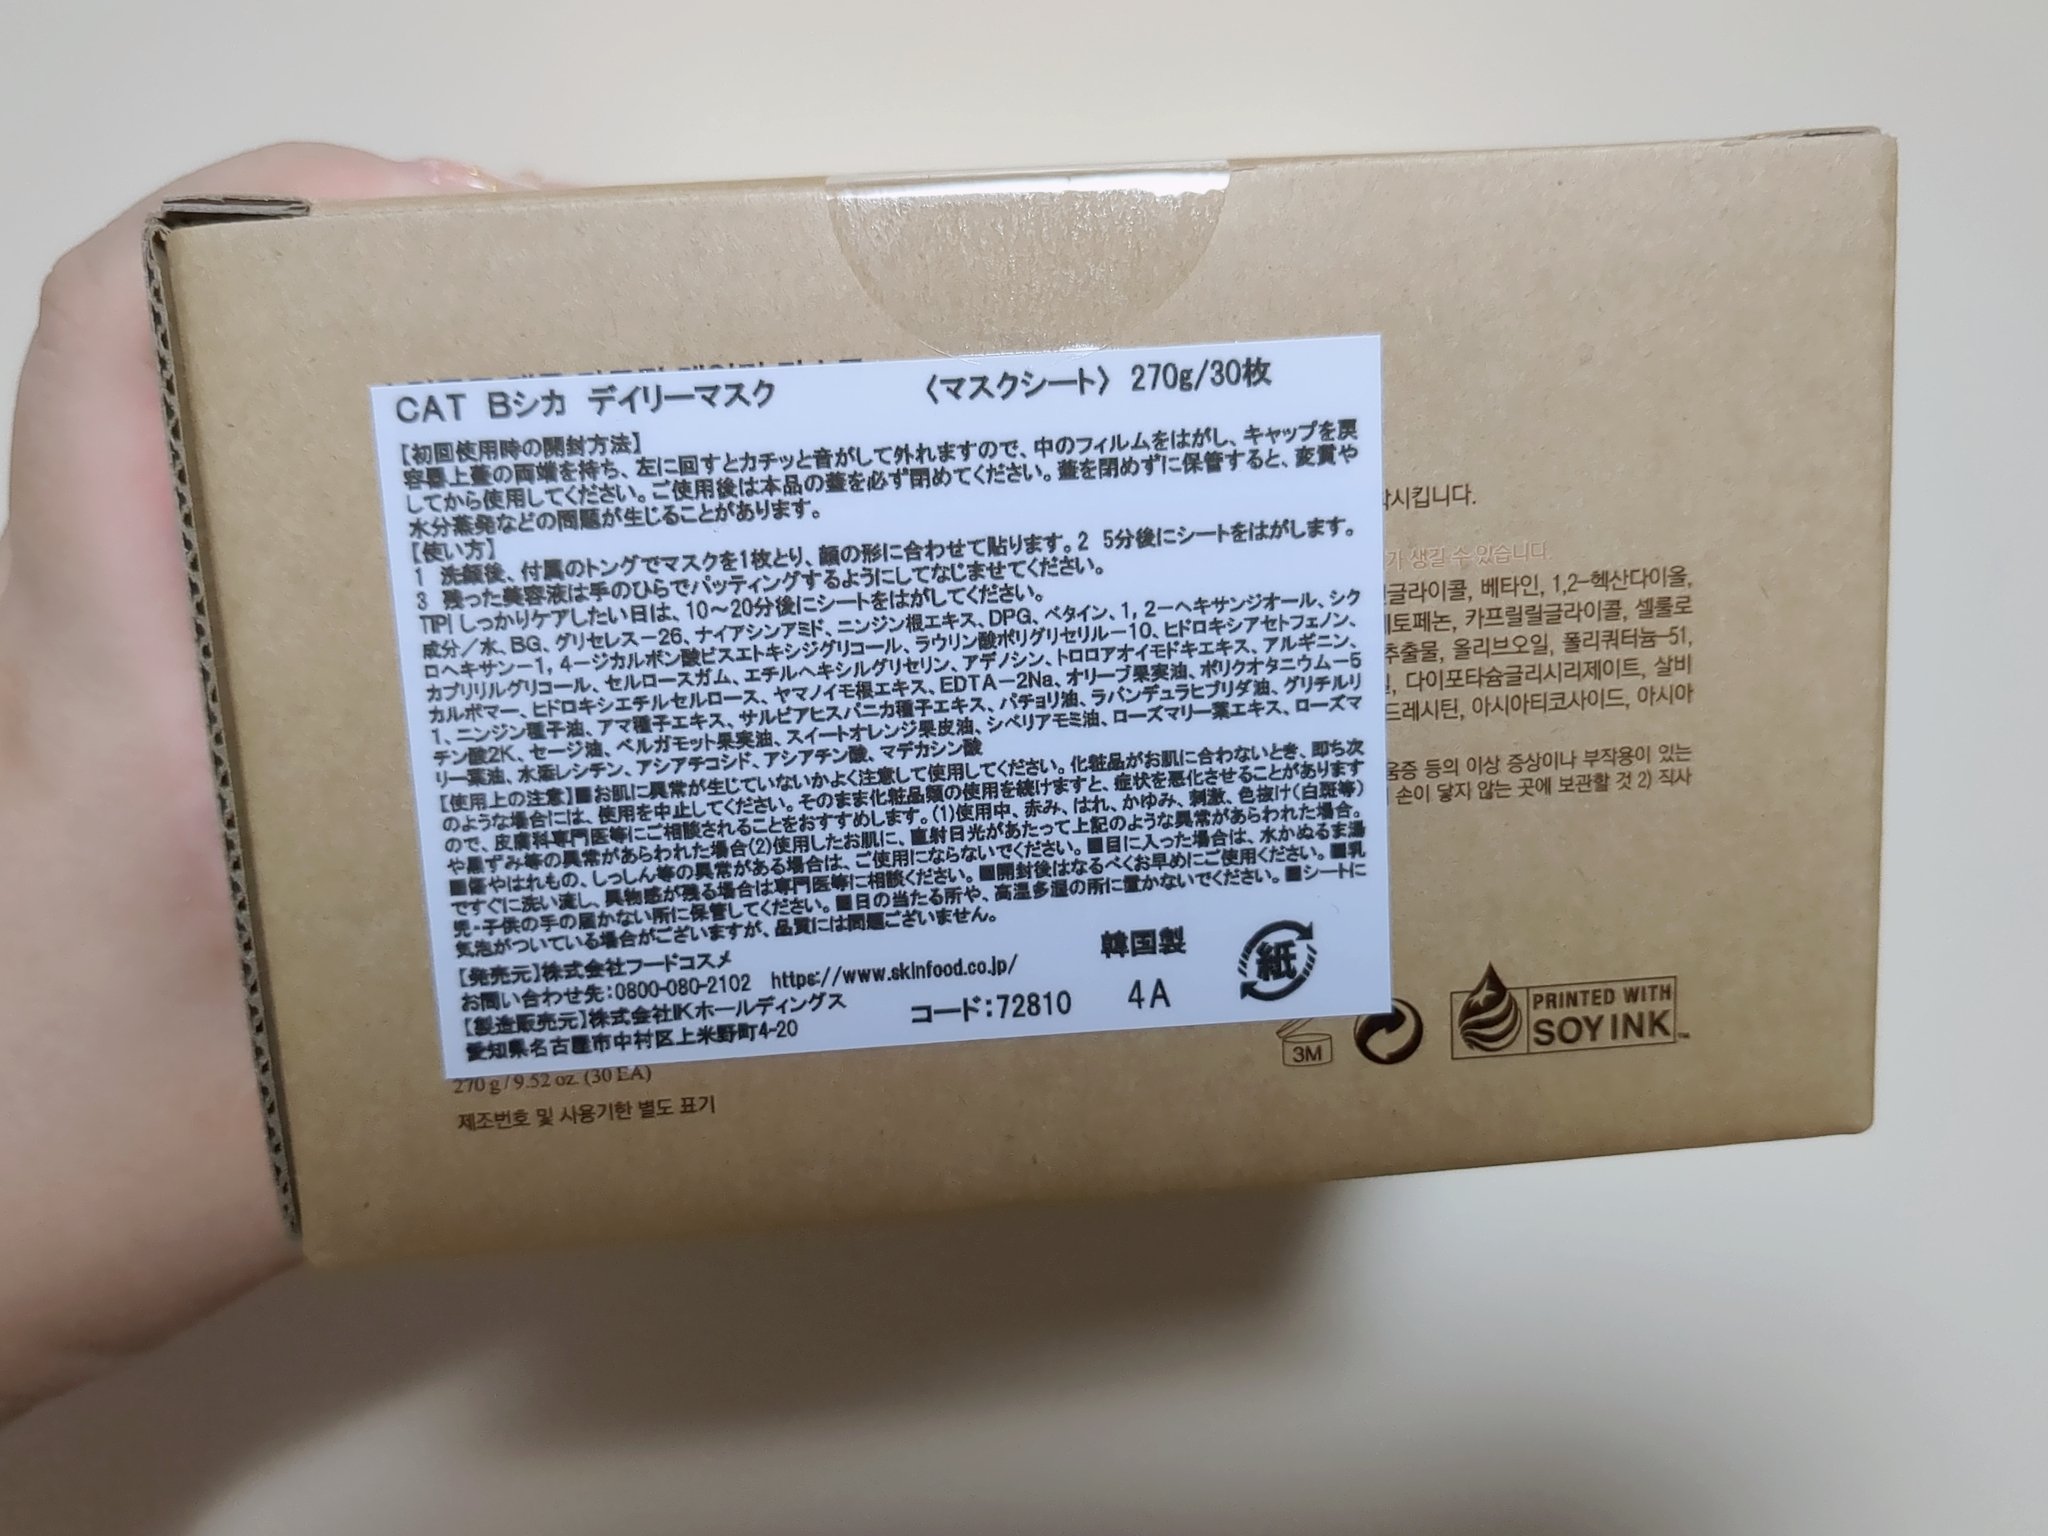 CAT Bシカ デイリーマスク 〈マスクシート〉 270g/30枚
【初回使用時の開封方法】
容器上蓋の両端を持ち、左に回すとカチッと音がして外れますので、中のフィルムをはがし、キャップを戻
してから使用してください。ご使用後は本品の蓋を必ず閉めてください。蓋を閉めずに保管すると、変質や
水分蒸発などの問題が生じることがあります。
【使い方】
1 洗顔後、付属のトングでマスクを1枚とり、顔の形に合わせて貼ります。2 5分後にシートをはがします。
3 残った美容液は手のひらでパッティングするようにしてなじませてください。
TIP! しっかりケアしたい日は、10～20分後にシートをはがしてください。
成分/水、BG、グリセレス－26、ナイアシンアミド、ニンジン根エキス、DPG、ベタイン、1，2－ヘキサンジオール、シク
ロヘキサン－1，4－ジカルボン酸ビスエトキシジグリコール、ラウリン酸ポリグリセリル－10、ヒドロキシアセトフェノン、
カプリリルグリコール、セルロースガム、エチルヘキシルグリセリン、アデノシン、トロロアオイモドキエキス、アルギニン、
カルボマー、ヒドロキシエチルセルロース、ヤマノイモ根エキス、EDTA－2Na、オリーブ果実油、ポリクオタニウム－5
1、ニンジン種子油、アマ種子エキス、サルビアヒスパニカ種子エキス、パチョリ油、ラバンデュラヒブリダ油、グリチルリ
チン酸2K、セージ油、ベルガモット果実油、スイートオレンジ果皮油、シベリアモミ油、ローズマリー葉エキス、ローズマ
リー葉油、水添レシチン、アシアチコシド、アシアチン酸、マデカシン酸
【使用上の注意】■お肌に異常が生じていないかよく注意して使用してください。化粧品がお肌に合わないとき、即ち次
のような場合には、使用を中止してください。そのまま化粧品類の使用を続けますと、症状を悪化させることがあります
ので、皮膚科専門医等にご相談されることをおすすめします。(1)使用中、赤み、はれ、かゆみ、刺激、色抜け(白斑等)
や黒ずみ等の異常があらわれた場合(2)使用したお肌に、直射日光があたって上記のような異常があらわれた場合。
■傷やはれもの、しっしん等の異常がある場合は、ご使用にならないでください。■目に入った場合は、水かぬるま湯
ですぐに洗い流し、異物感が残る場合は専門医等に相談ください。■開封後はなるべくお早めにご使用ください。■乳
児・子供の手の届かない所に保管してください。■日の当たる所や、高温多湿の所に置かないでください。■シートに
気泡がついている場合がございますが、品質には問題ございません。
【発売元】株式会社フードコスメ
お問い合わせ先:0800-080-2102 https://www.skinfood.co.jp/
【製造販売元】株式会社IKホールディングス
愛知県名古屋市中村区上米野町4-20
コード:72810
韓国製
4A
紙
시킵니다.
가 생길 수 있습니다.
글라이콜, 베타인, 1,2-헥산다이올,
토페논, 카프릴릴글라이콜, 셀룰로
추출물, 올리브오일, 폴리쿼터늄-51,
다이포타슘글리시리제이트, 살비
드레시틴, 아시아티코사이드, 아시아
움증 등의 이상 증상이나 부작용이 있는
손이 닿지 않는 곳에 보관할 것 2) 직사
3M
PRINTED WITH
SOY INK™
270 g / 9.52 oz. (30 EA)
제조번호 및 사용기한 별도 표기